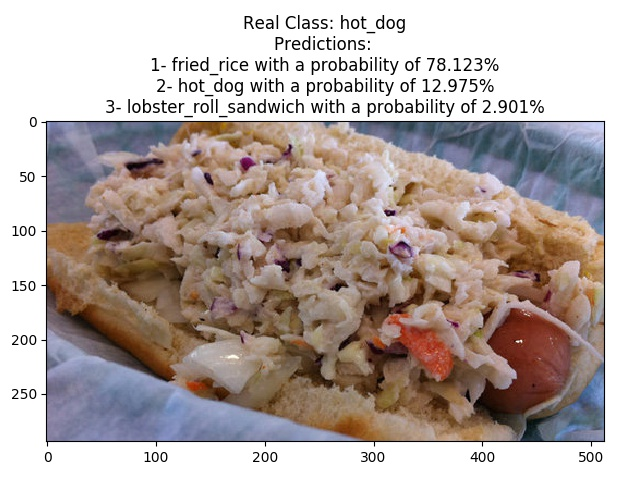 Real Class: hot_dog
Predictions:
1- fried_rice with a probability of 78.123%
2- hot_dog with a probability of 12.975%
3- lobster_roll_sandwich with a probability of 2.901%
0
50
100
150
200
250
0 100 200 300 400 500